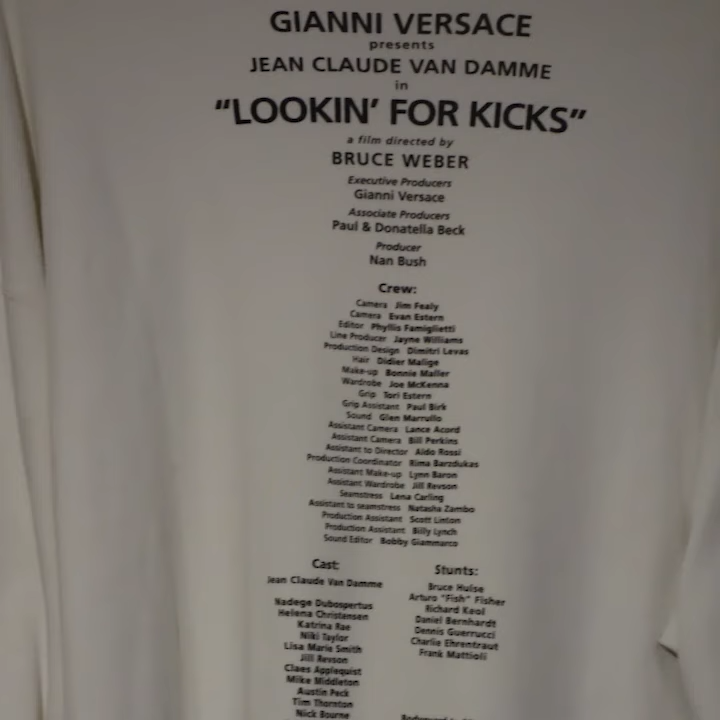 GIANNI VERSACE
presents
JEAN CLAUDE VAN DAMME
in
"LOOKIN' FOR KICKS"
a film directed by
BRUCE WEBER
Executive Producers
Gianni Versace
Associate Producers
Paul & Donatella Beck
Producer
Nan Bush
Crew:
Camera Jim Fealy
Camera Evan Estern
Editor Phyllis Famiglietti
Line Producer Jayne Williams
Production Design Dimitri Levas
Hair Didier Malige
Make-up Bonnie Maller
Wardrobe Joe McKenna
Grip Tori Estern
Grip Assistant Paul Birk
Sound Glen Marrullo
Assistant Camera Lance Acord
Assistant Camera Bill Perkins
Assistant to Director Aldo Rossi
Production Coordinator Rima Barzdukas
Assistant Make-up Lynn Baron
Assistant Wardrobe Jill Revson
Seamstress Lena Carling
Assistant to seamstress Natasha Zambo
Production Assistant Scott Linton
Production Assistant Billy Lynch
Sound Editor Bobby Giammarco
Cast:
Jean Claude Van Damme
Nadege Dubospertus
Helena Christensen
Katrina Rae
Niki Taylor
Lisa Marie Smith
Jill Revson
Claes Applequist
Mike Middleton
Austin Peck
Tim Thornton
Nick Bourne
Stunts:
Bruce Huise
Arturo "Fish" Fisher
Richard Keol
Daniel Bernhardt
Dennis Guerrucci
Charlie Ehrentraut
Frank Mattioli